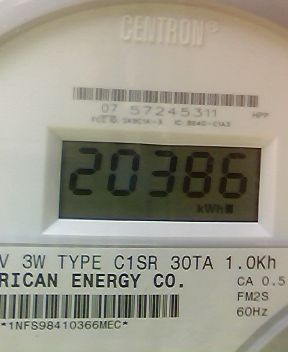 CENTRON®
07 57245311 HP7
20386
kWh
V 3W TYPE C1SR 30TA 1.0Kh
RICAN ENERGY CO. CA 0.5
FM2S
60Hz
*1NFS98410366MEC*